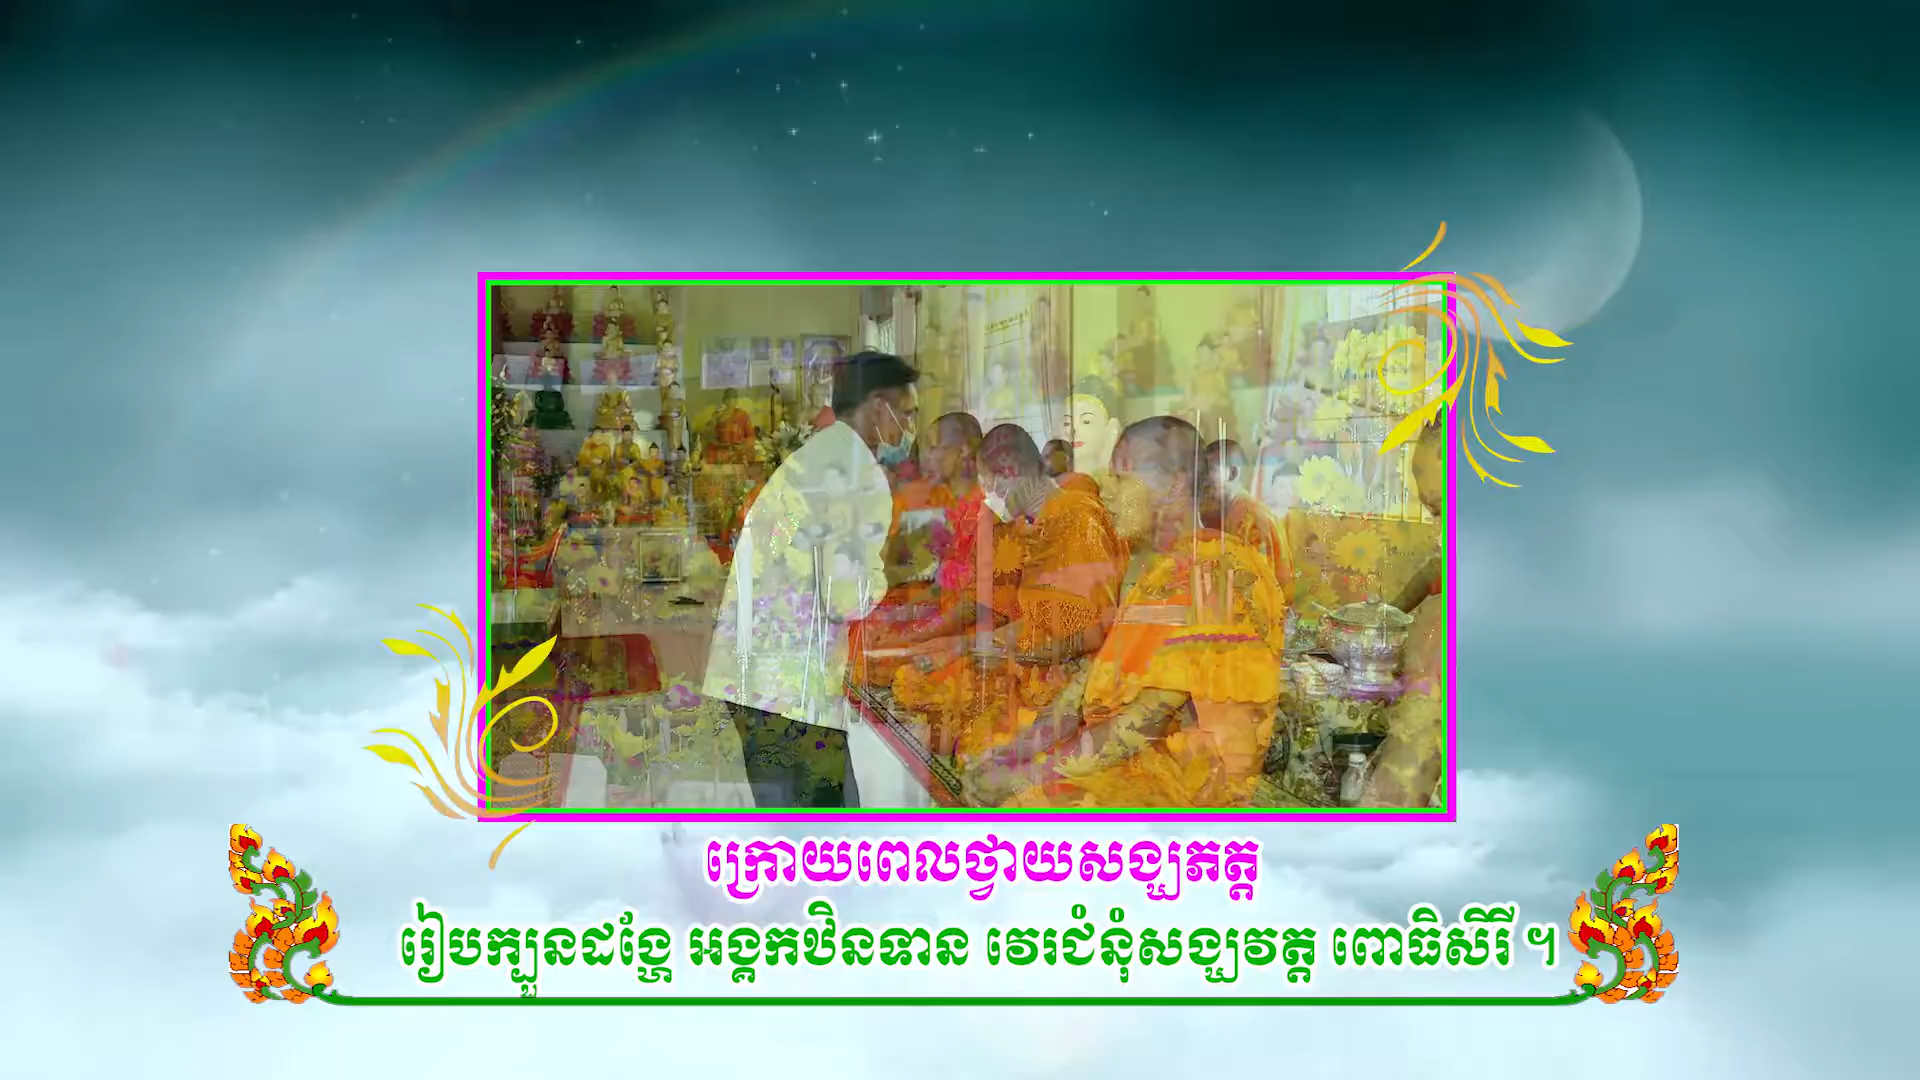 ក្រោយពេលថ្វាយសង្ឃភត្ត
រៀបក្បួនដង្ហែ អង្គកឋិនទាន វេរជំនុំសង្ឃវត្ត ពោធិសិរី ។